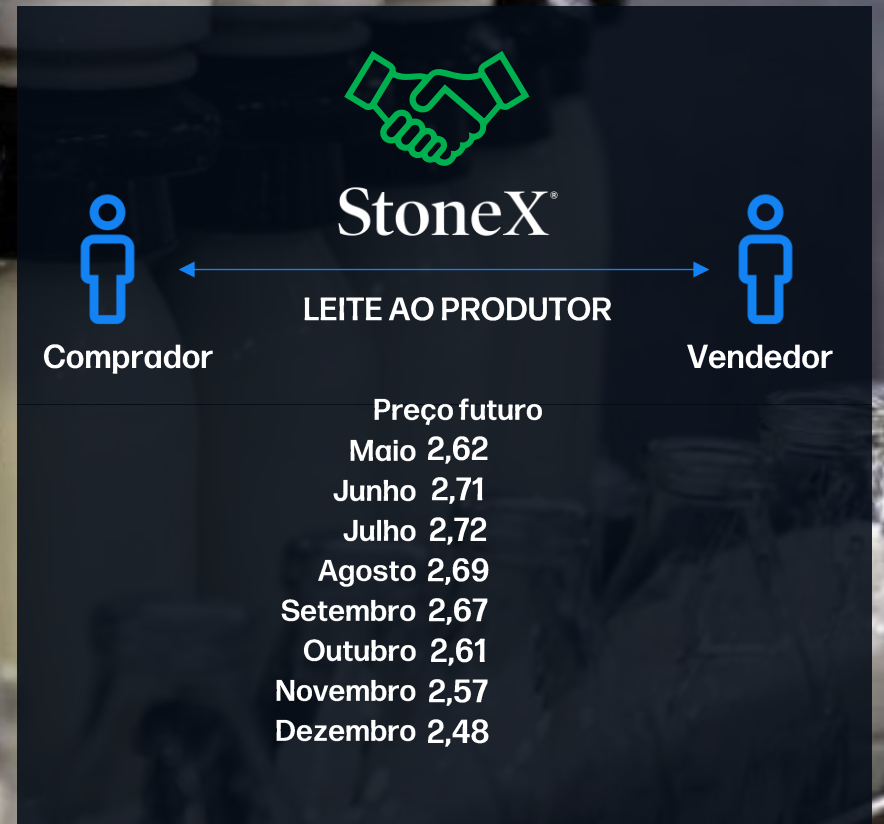 StoneX®
LEITE AO PRODUTOR
Comprador
Vendedor
Preço futuro
Maio 2,62
Junho 2,71
Julho 2,72
Agosto 2,69
Setembro 2,67
Outubro 2,61
Novembro 2,57
Dezembro 2,48